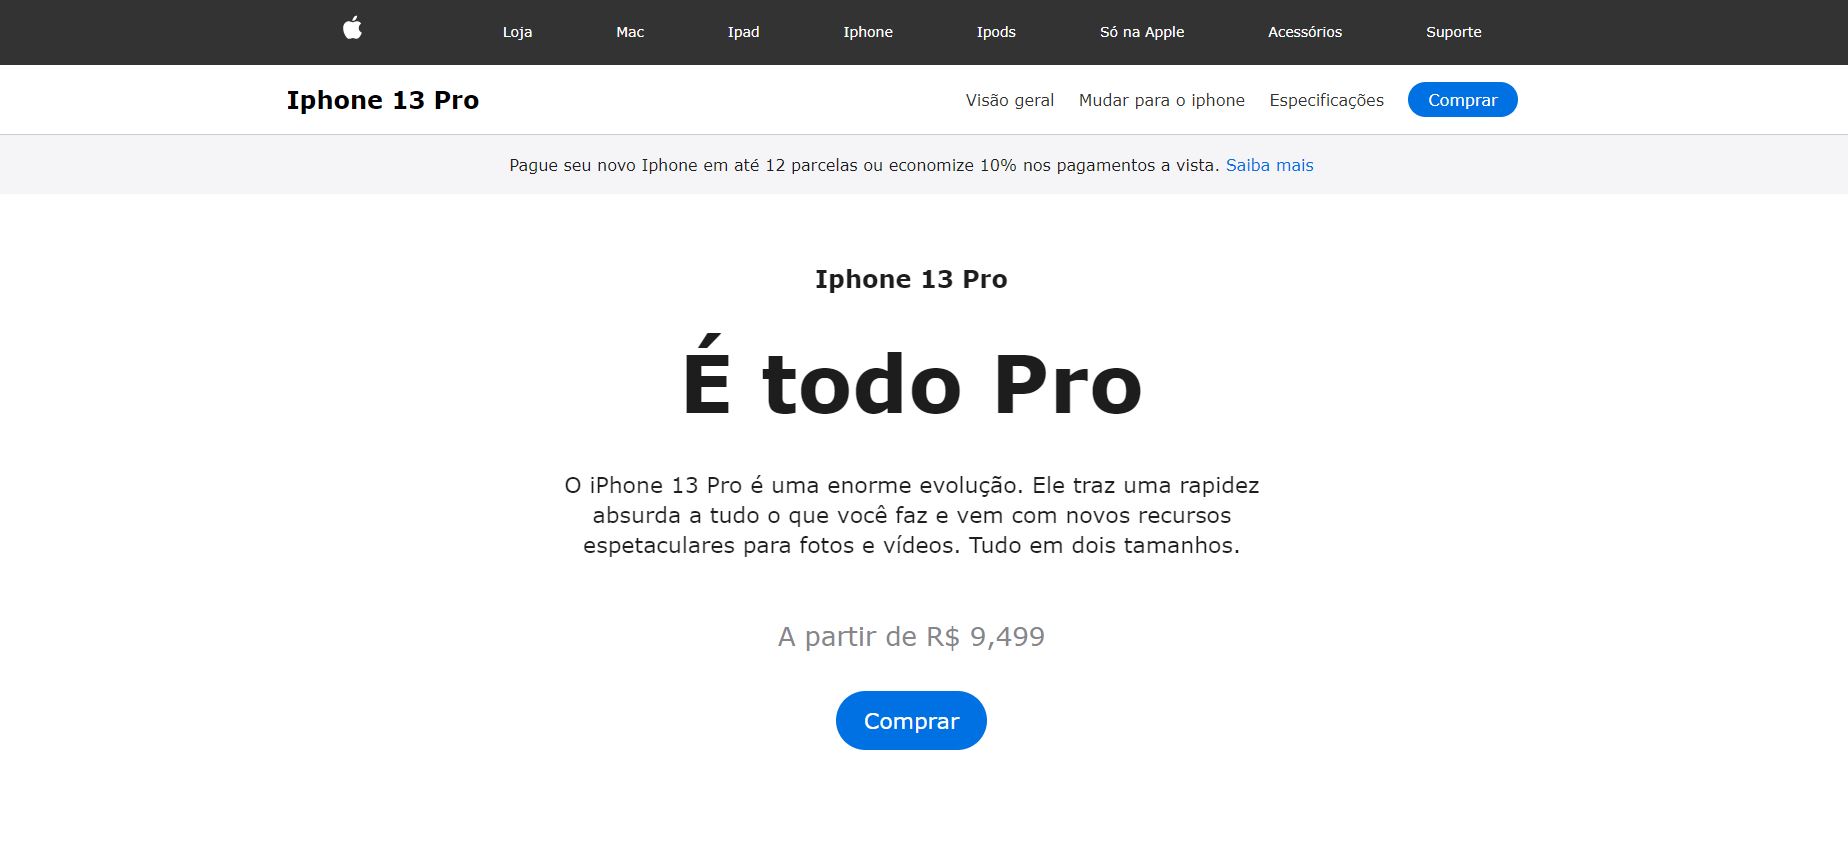 Loja Mac Ipad Iphone Ipods Só na Apple Acessórios Suporte
Iphone 13 Pro Visão geral Mudar para o iphone Especificações Comprar
Pague seu novo Iphone em até 12 parcelas ou economize 10% nos pagamentos a vista. Saiba mais
Iphone 13 Pro
É todo Pro
O iPhone 13 Pro é uma enorme evolução. Ele traz uma rapidez
absurda a tudo o que você faz e vem com novos recursos
espetaculares para fotos e vídeos. Tudo em dois tamanhos.
A partir de R$ 9,499
Comprar